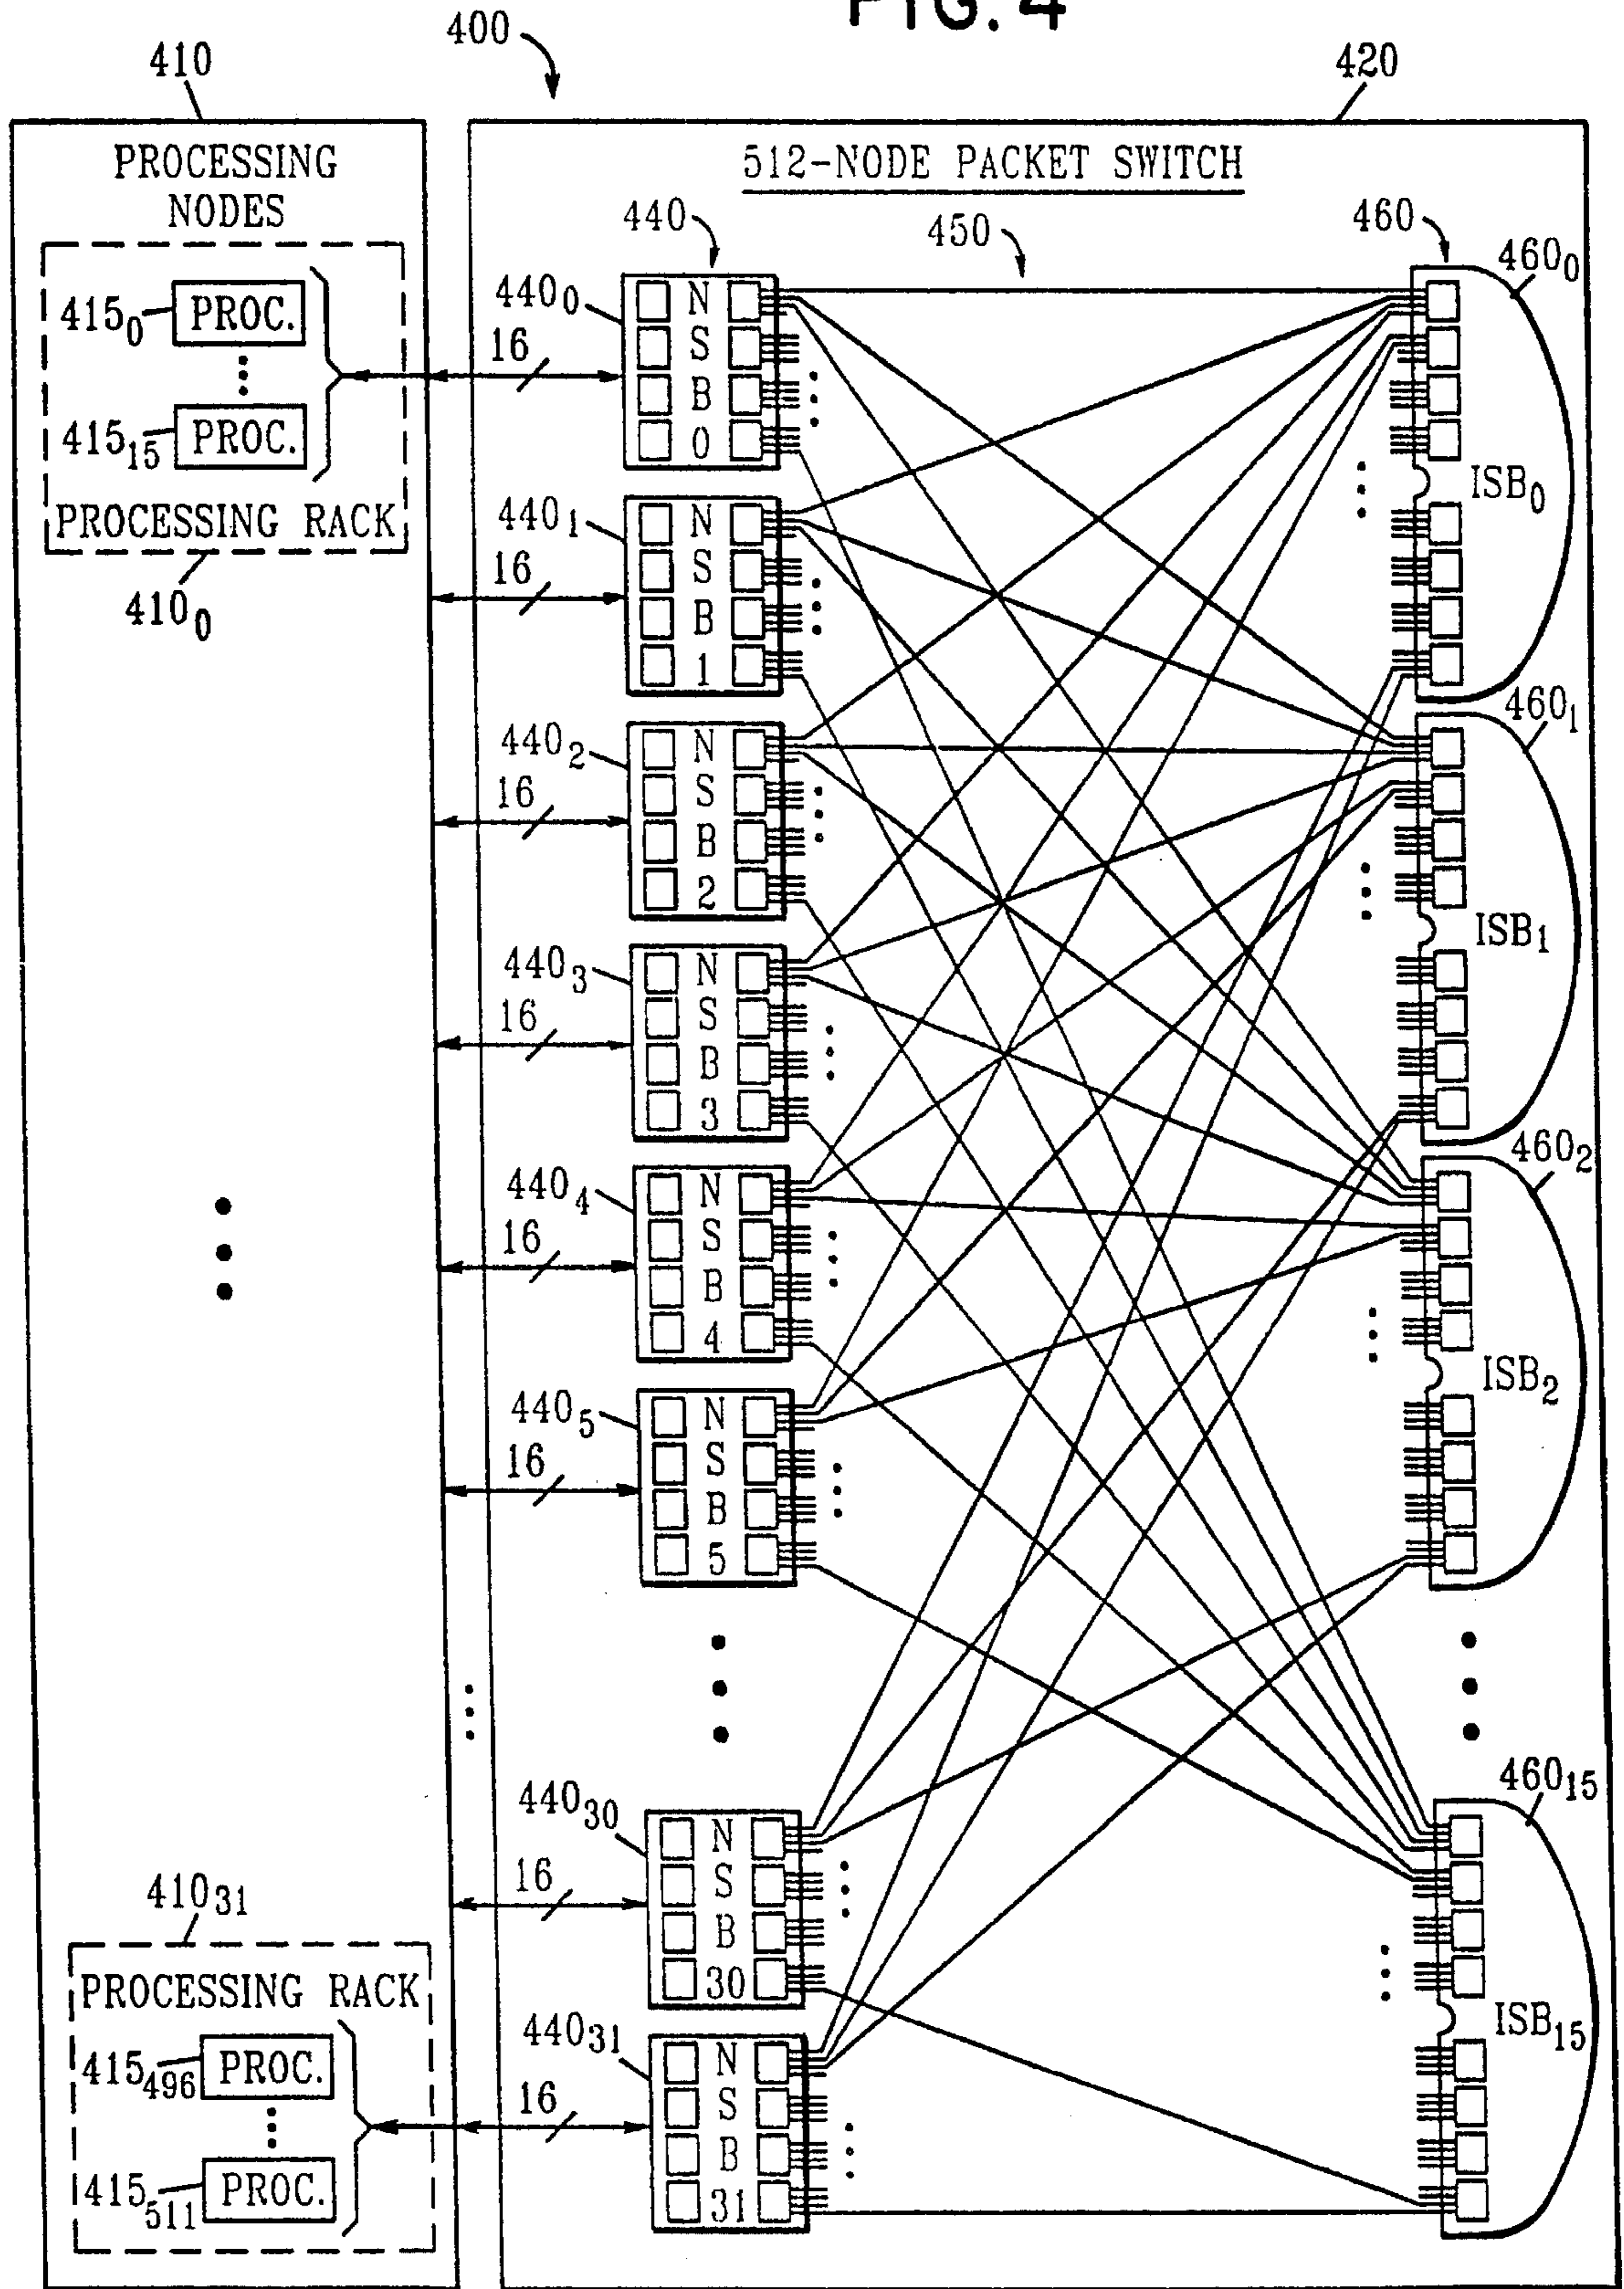 FIG. 4
400
410
420
PROCESSING
NODES
415₀ PROC.
415₁₅ PROC.
PROCESSING RACK
410₀
512-NODE PACKET SWITCH
440
450
460
440₀
16
N
S
B
0
440₁
16
N
S
B
1
440₂
16
N
S
B
2
440₃
16
N
S
B
3
440₄
16
N
S
B
4
440₅
16
N
S
B
5
440₃₀
16
N
S
B
30
440₃₁
16
N
S
B
31
460₀
ISB₀
460₁
ISB₁
460₂
ISB₂
460₁₅
ISB₁₅
410₃₁
PROCESSING RACK
415₄₉₆ PROC.
415₅₁₁ PROC.